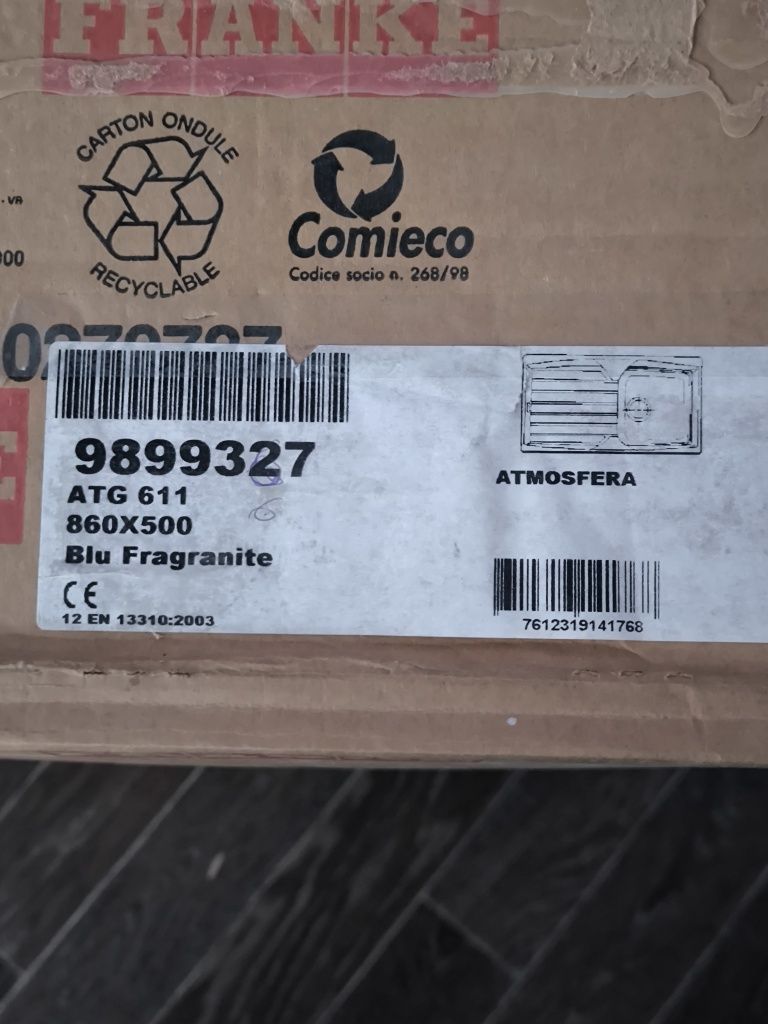 FRANKE
CARTON ONDULE
RECYCLABLE
Comieco
Codice socio n. 268/98
9899327
ATG 611
860X500
Blu Fragranite
CE
12 EN 13310:2003
ATMOSFERA
7612319141768